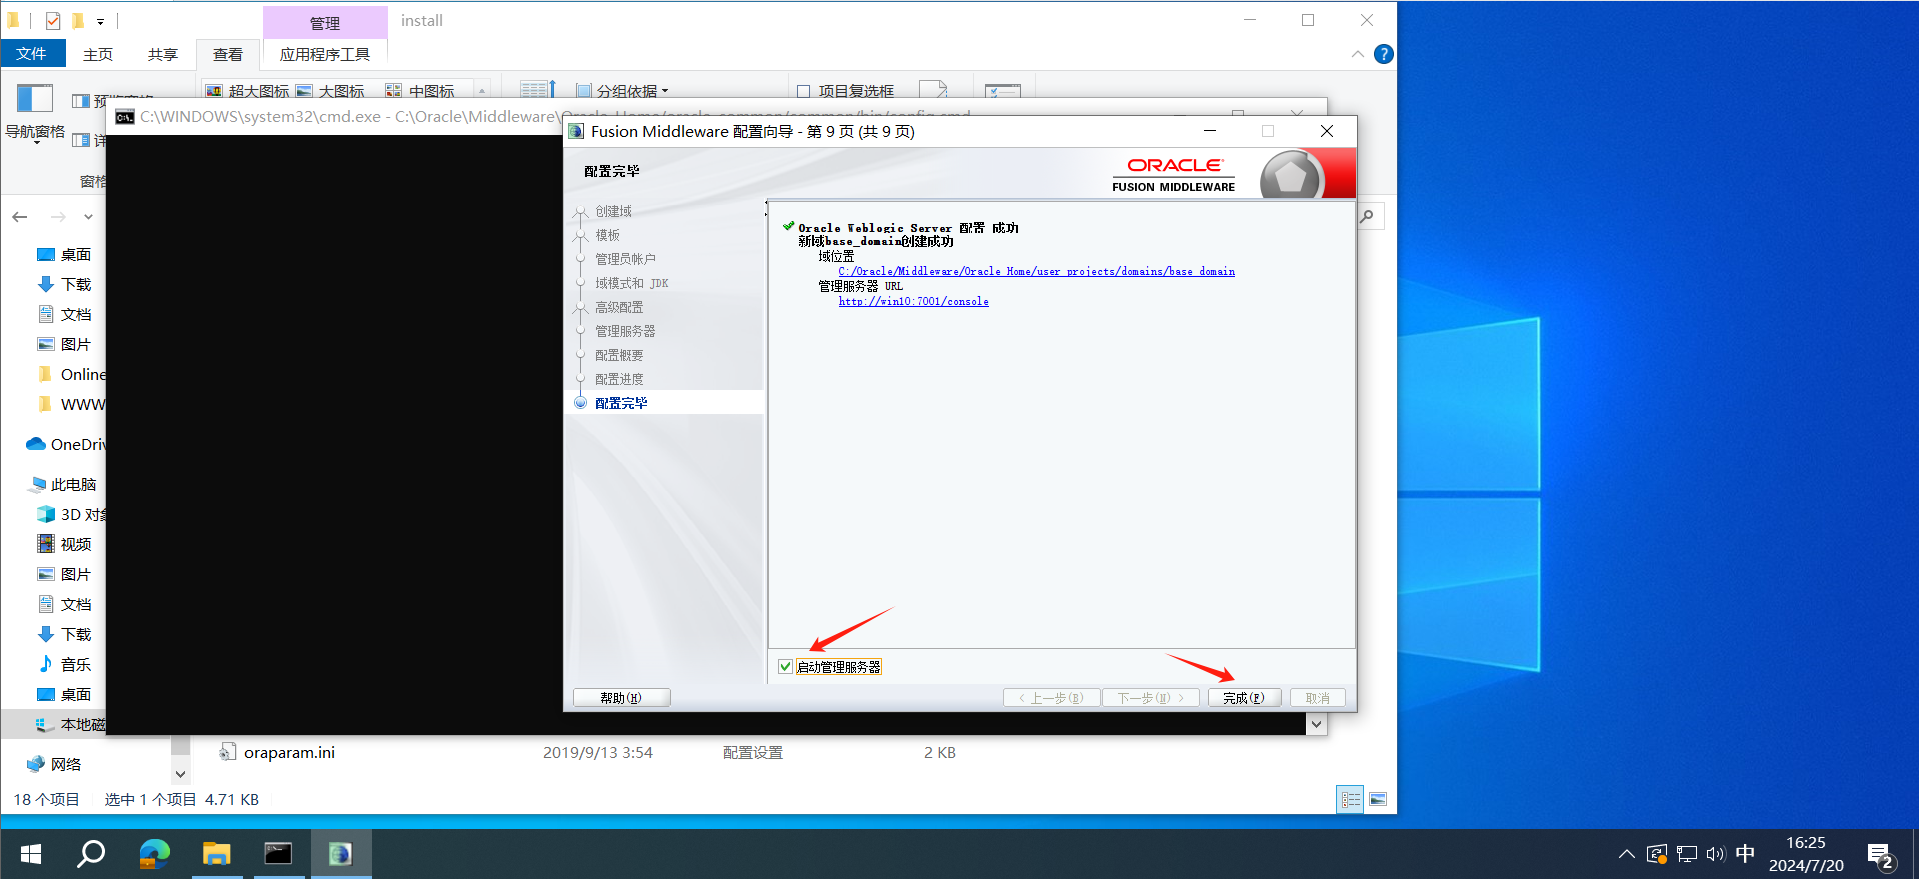 管理
install
文件
主页
共享
查看
应用程序工具
超大图标
大图标
中图标
分组依据
项目复选框
导航窗格
C:\WINDOWS\system32\cmd.exe - C:\Oracle\Middleware\Oracle_Home/oracle_common/common/bin/config.cmd
Fusion Middleware 配置向导 - 第 9 页 (共 9 页)
配置完毕
ORACLE
FUSION MIDDLEWARE
创建域
模板
管理员帐户
域模式和 JDK
高级配置
管理服务器
配置概要
配置进度
配置完毕
Oracle Weblogic Server 配置 成功
新域base_domain创建成功
域位置
C:/Oracle/Middleware/Oracle_Home/user_projects/domains/base_domain
管理服务器 URL
http://win10:7001/console
启动管理服务器
帮助(H)
< 上一步(B)
下一步(N) >
完成(F)
取消
桌面
下载
文档
图片
Online
WWW
OneDriv
此电脑
3D 对象
视频
图片
文档
下载
音乐
桌面
本地磁
网络
oraparam.ini
2019/9/13 3:54
配置设置
2 KB
18 个项目
选中 1 个项目 4.71 KB
中
16:25
2024/7/20
2